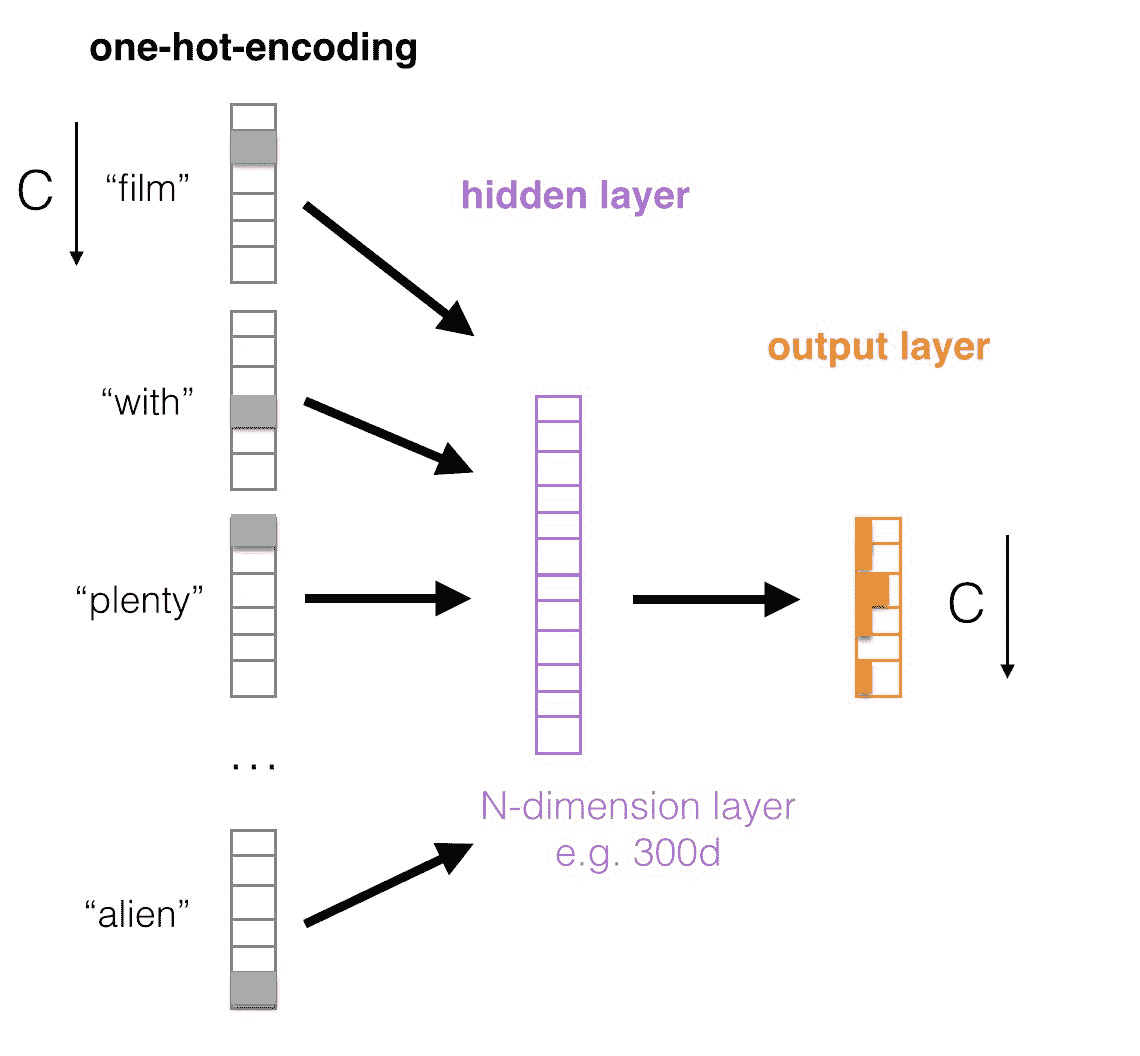 one-hot-encoding
C
“film”
hidden layer
“with”
output layer
“plenty”
C
...
N-dimension layer
e.g. 300d
“alien”